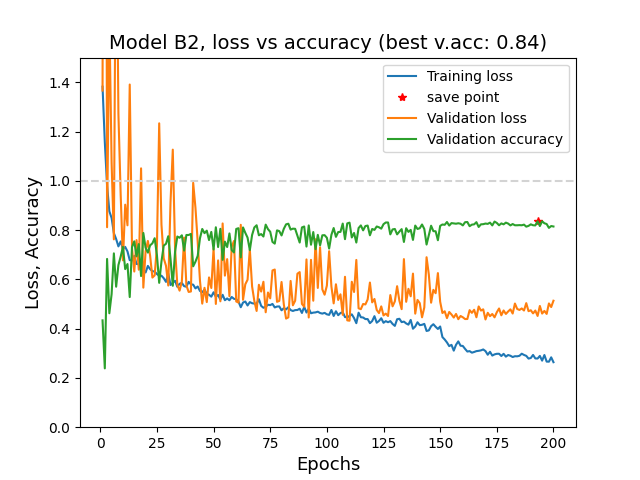 Model B2, loss vs accuracy (best v.acc: 0.84)
Training loss
save point
Validation loss
Validation accuracy
1.4
1.2
1.0
0.8
0.6
0.4
0.2
0.0
Loss, Accuracy
0 25 50 75 100 125 150 175 200
Epochs